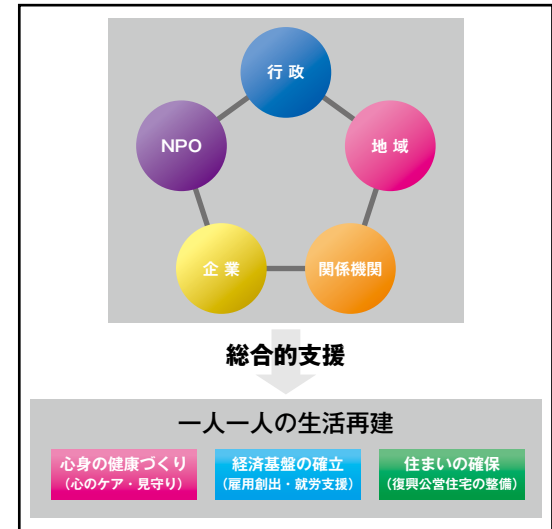 行政
NPO
地域
企業
関係機関
総合的支援
一人一人の生活再建
心身の健康づくり
（心のケア・見守り）
経済基盤の確立
（雇用創出・就労支援）
住まいの確保
（復興公営住宅の整備）